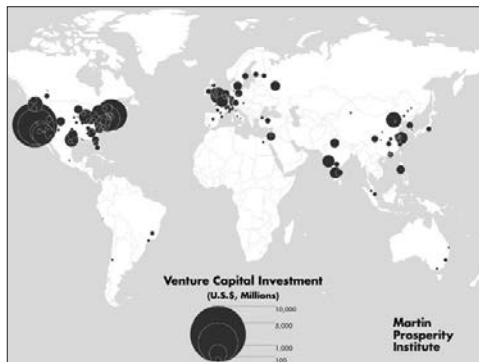 Venture Capital Investment
(U.S.$, Millions)
10,000
5,000
1,000
100
Martin
Prosperity
Institute